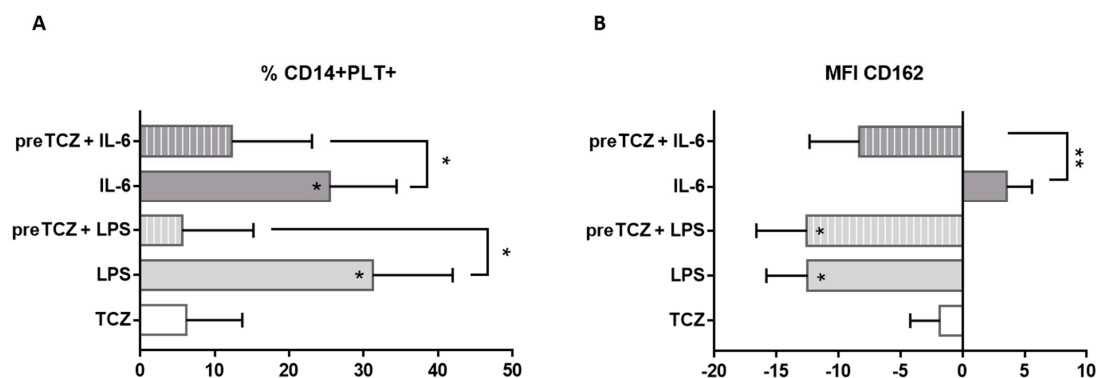 A
% CD14+PLT+
preTCZ + IL-6
*
IL-6
*
preTCZ + LPS
*
LPS
*
TCZ
0 10 20 30 40 50
B
MFI CD162
preTCZ + IL-6
**
IL-6
preTCZ + LPS
*
LPS
*
TCZ
-20 -15 -10 -5 0 5 10